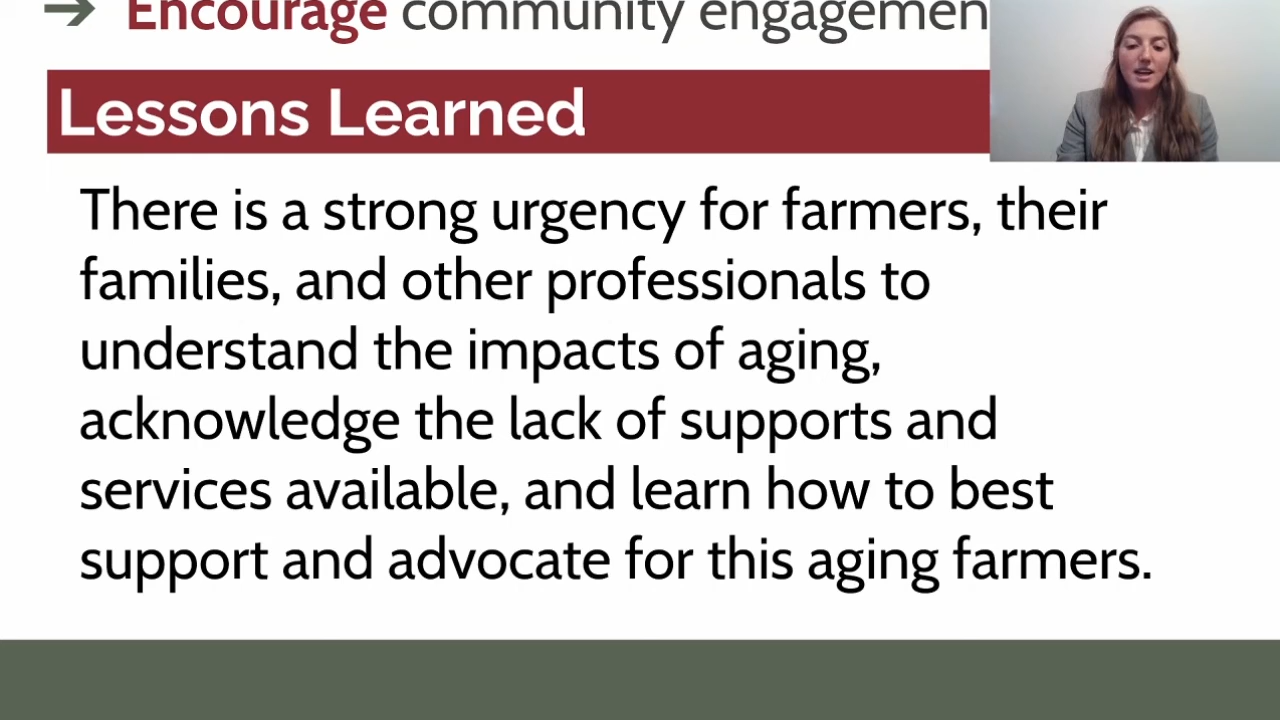 → Encourage community engagemen
Lessons Learned
There is a strong urgency for farmers, their
families, and other professionals to
understand the impacts of aging,
acknowledge the lack of supports and
services available, and learn how to best
support and advocate for this aging farmers.